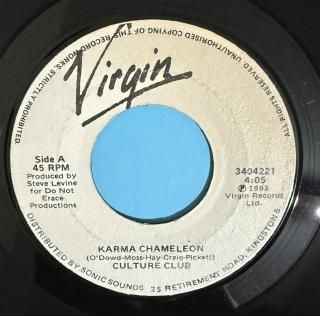 UNAUTHORISED COPYING OF THIS RECORD WORKS, STRICTLY PROHIBITED.
ALL RIGHTS RESERVED.
Virgin
Side A
45 RPM
Produced by
Steve Levine
for Do Not
Erace
Productions
3404221
4:05
℗ 1983
Virgin Records
Ltd.
KARMA CHAMELEON
(O'Dowd-Moss-Hay-Craig-Pickett)
CULTURE CLUB
DISTRIBUTED BY SONIC SOUNDS 25 RETIREMENT ROAD, KINGSTON 5